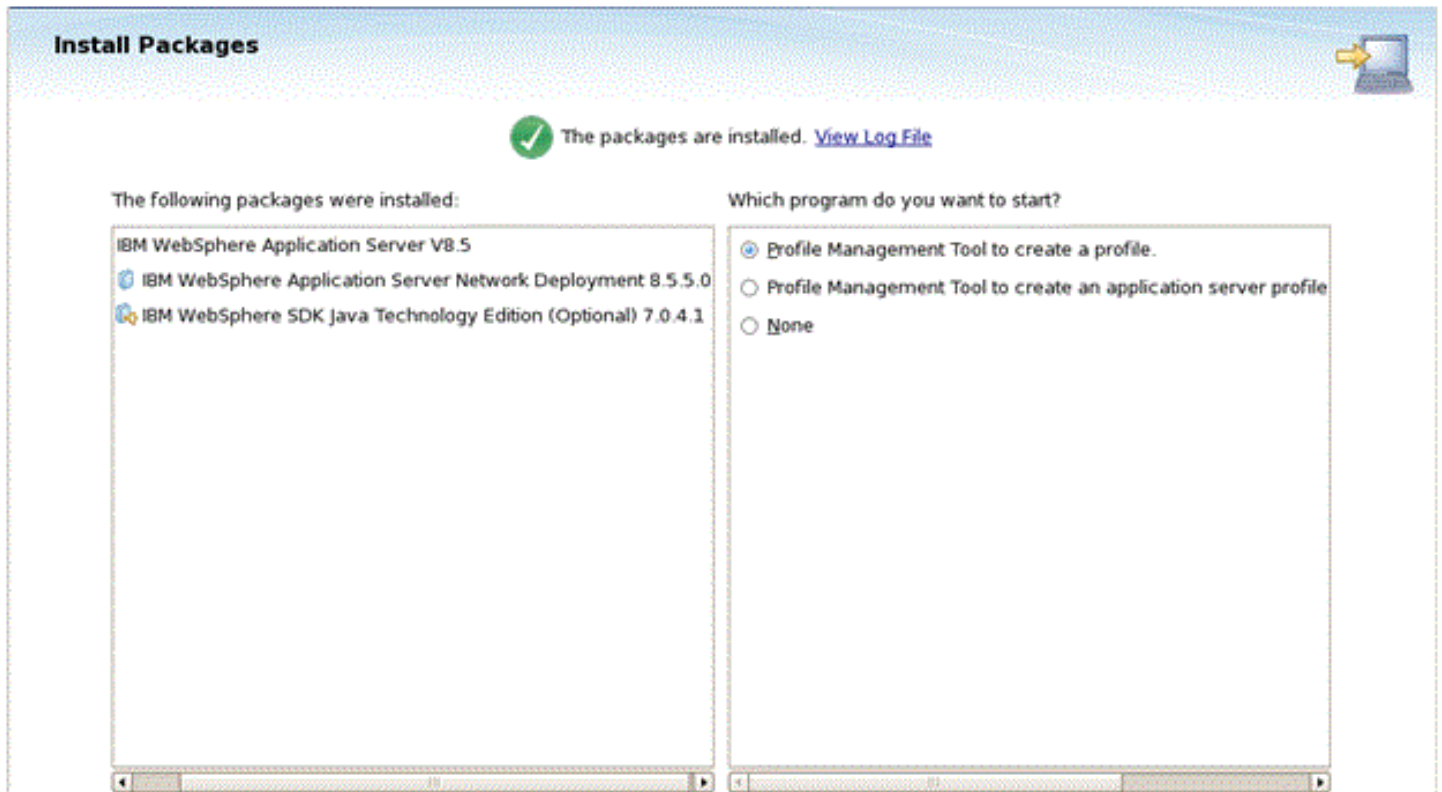 Install Packages
The packages are installed. View Log File
The following packages were installed:
IBM WebSphere Application Server V8.5
IBM WebSphere Application Server Network Deployment 8.5.5.0
IBM WebSphere SDK Java Technology Edition (Optional) 7.0.4.1
Which program do you want to start?
Profile Management Tool to create a profile.
Profile Management Tool to create an application server profile
None